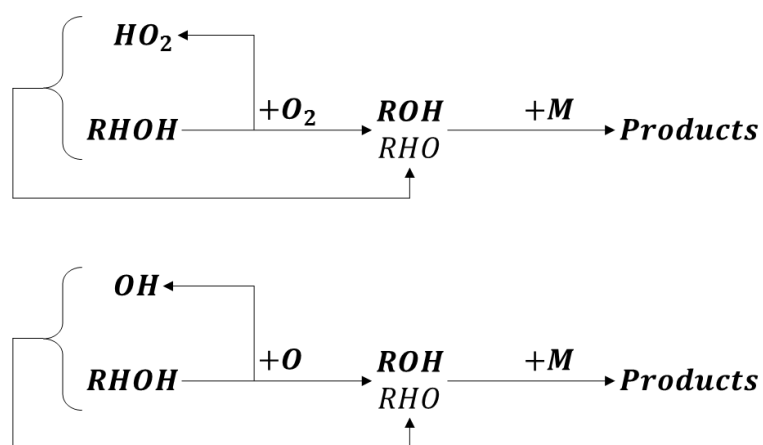 HO₂
RHOH +O₂ ROH +M Products
RHO
OH
RHOH +O ROH +M Products
RHO